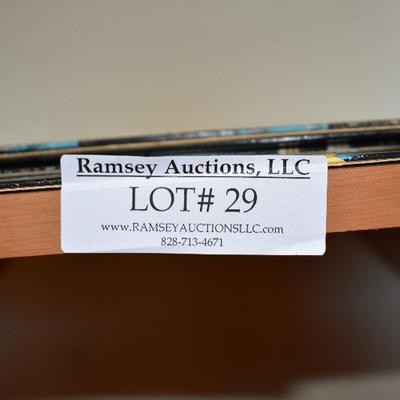 Ramsey Auctions, LLC
LOT# 29
www.RAMSEYAUCTIONSLLC.com
828-713-4671